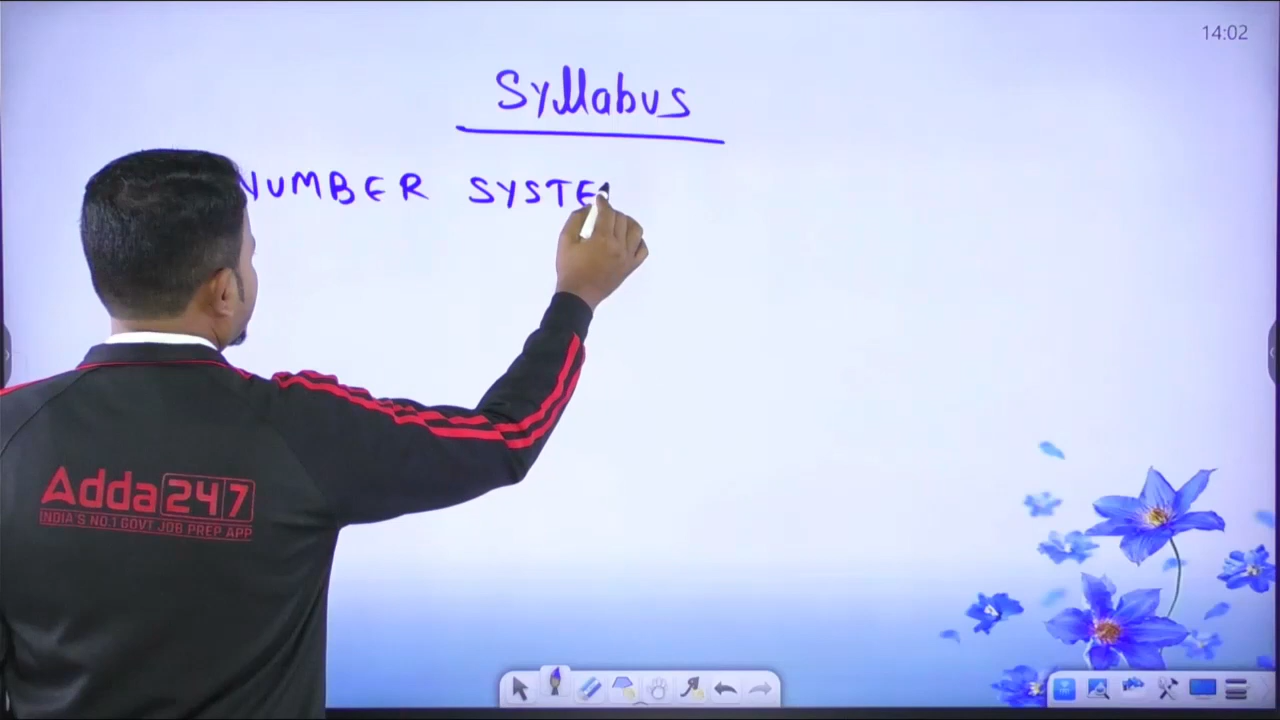 14:02
Syllabus
NUMBER SYSTE
Adda247
INDIA'S NO.1 GOVT JOB PREP APP